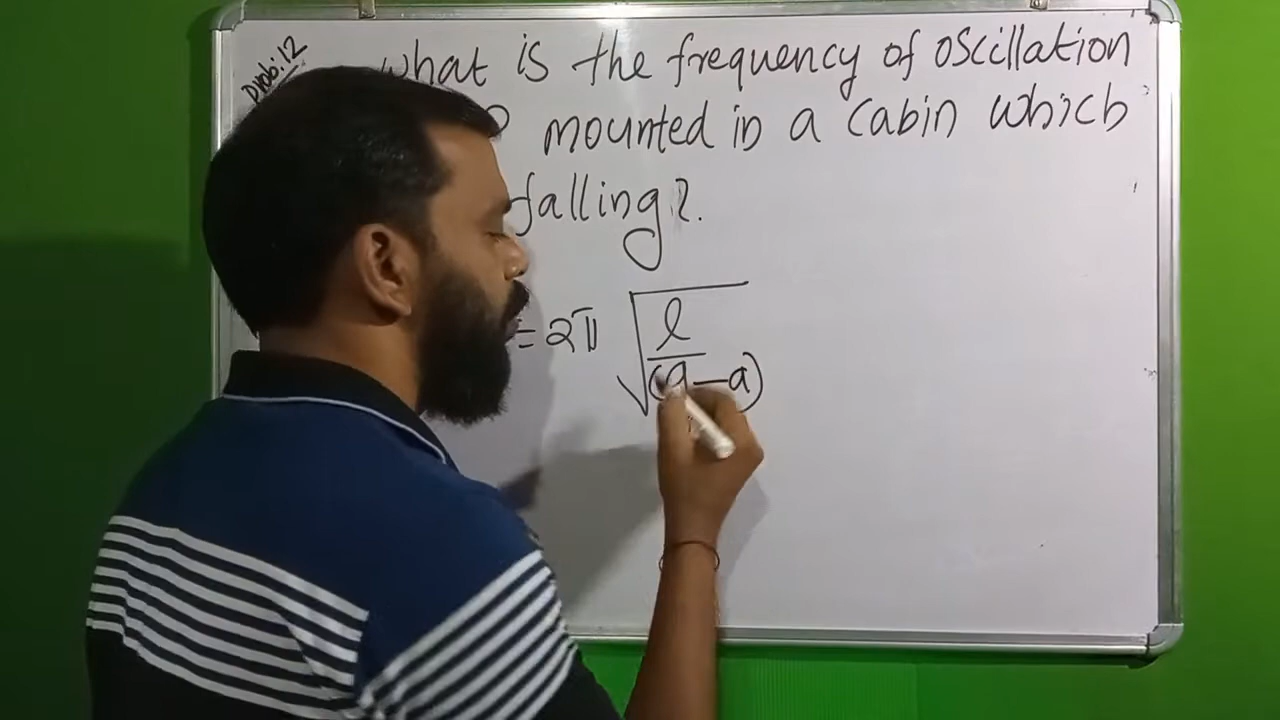 Prob:12
what is the frequency of oscillation
mounted in a cabin which
falling?.
= 2π √ l / (g - a)